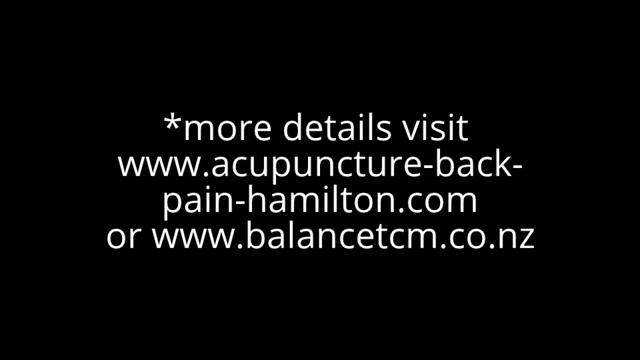 *more details visit
www.acupuncture-back-
pain-hamilton.com
or www.balancetcm.co.nz